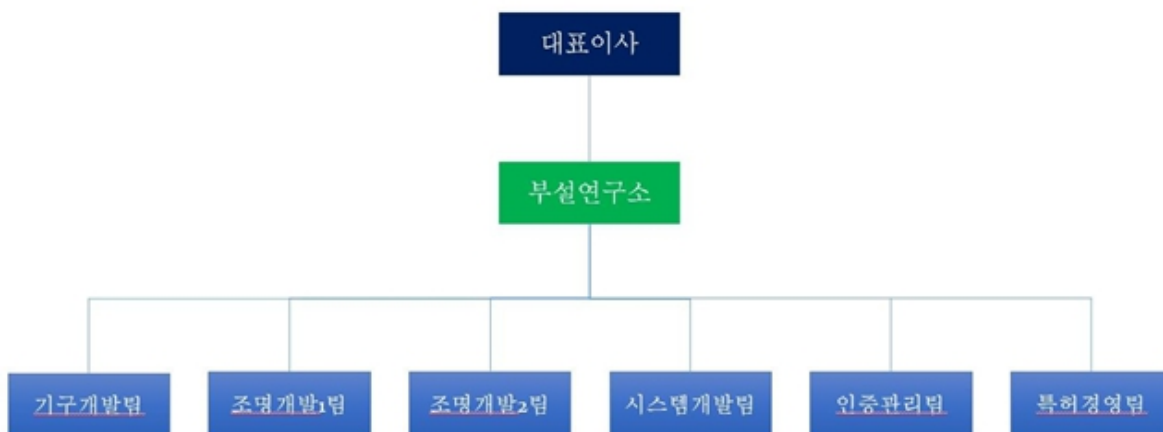 대표이사
부설연구소
기구개발팀
조명개발1팀
조명개발2팀
시스템개발팀
인증관리팀
특허경영팀